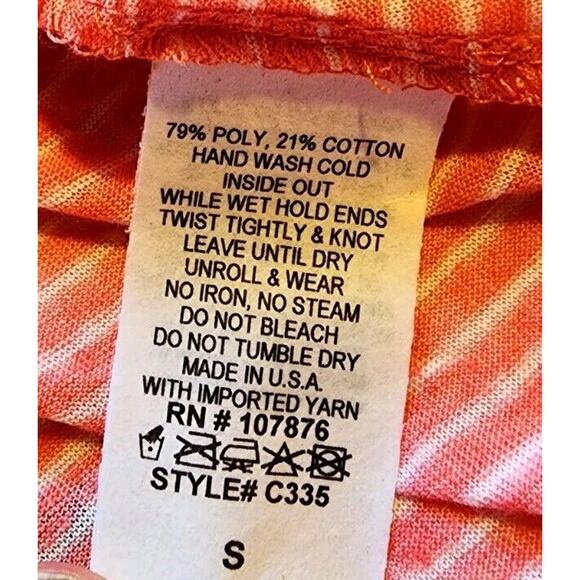 79% POLY, 21% COTTON
HAND WASH COLD
INSIDE OUT
WHILE WET HOLD ENDS
TWIST TIGHTLY & KNOT
LEAVE UNTIL DRY
UNROLL & WEAR
NO IRON, NO STEAM
DO NOT BLEACH
DO NOT TUMBLE DRY
MADE IN U.S.A.
WITH IMPORTED YARN
RN # 107876
STYLE# C335
S